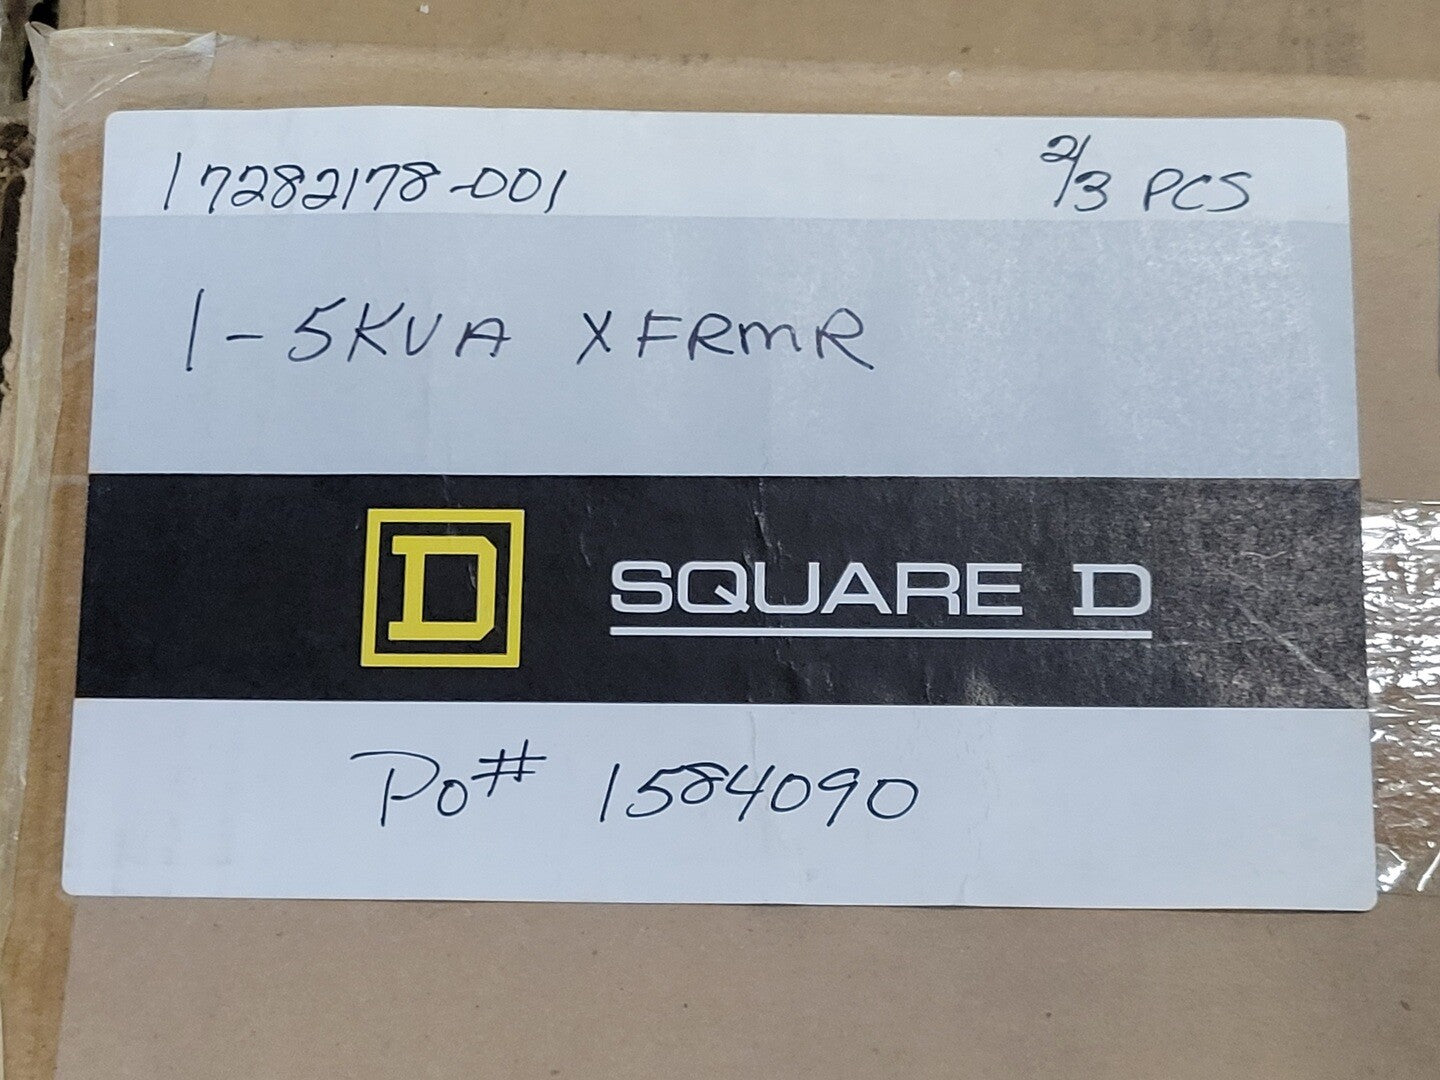 17282178-001 2/3 PCS
1-5KVA XFRMR
D SQUARE D
PO# 1584090